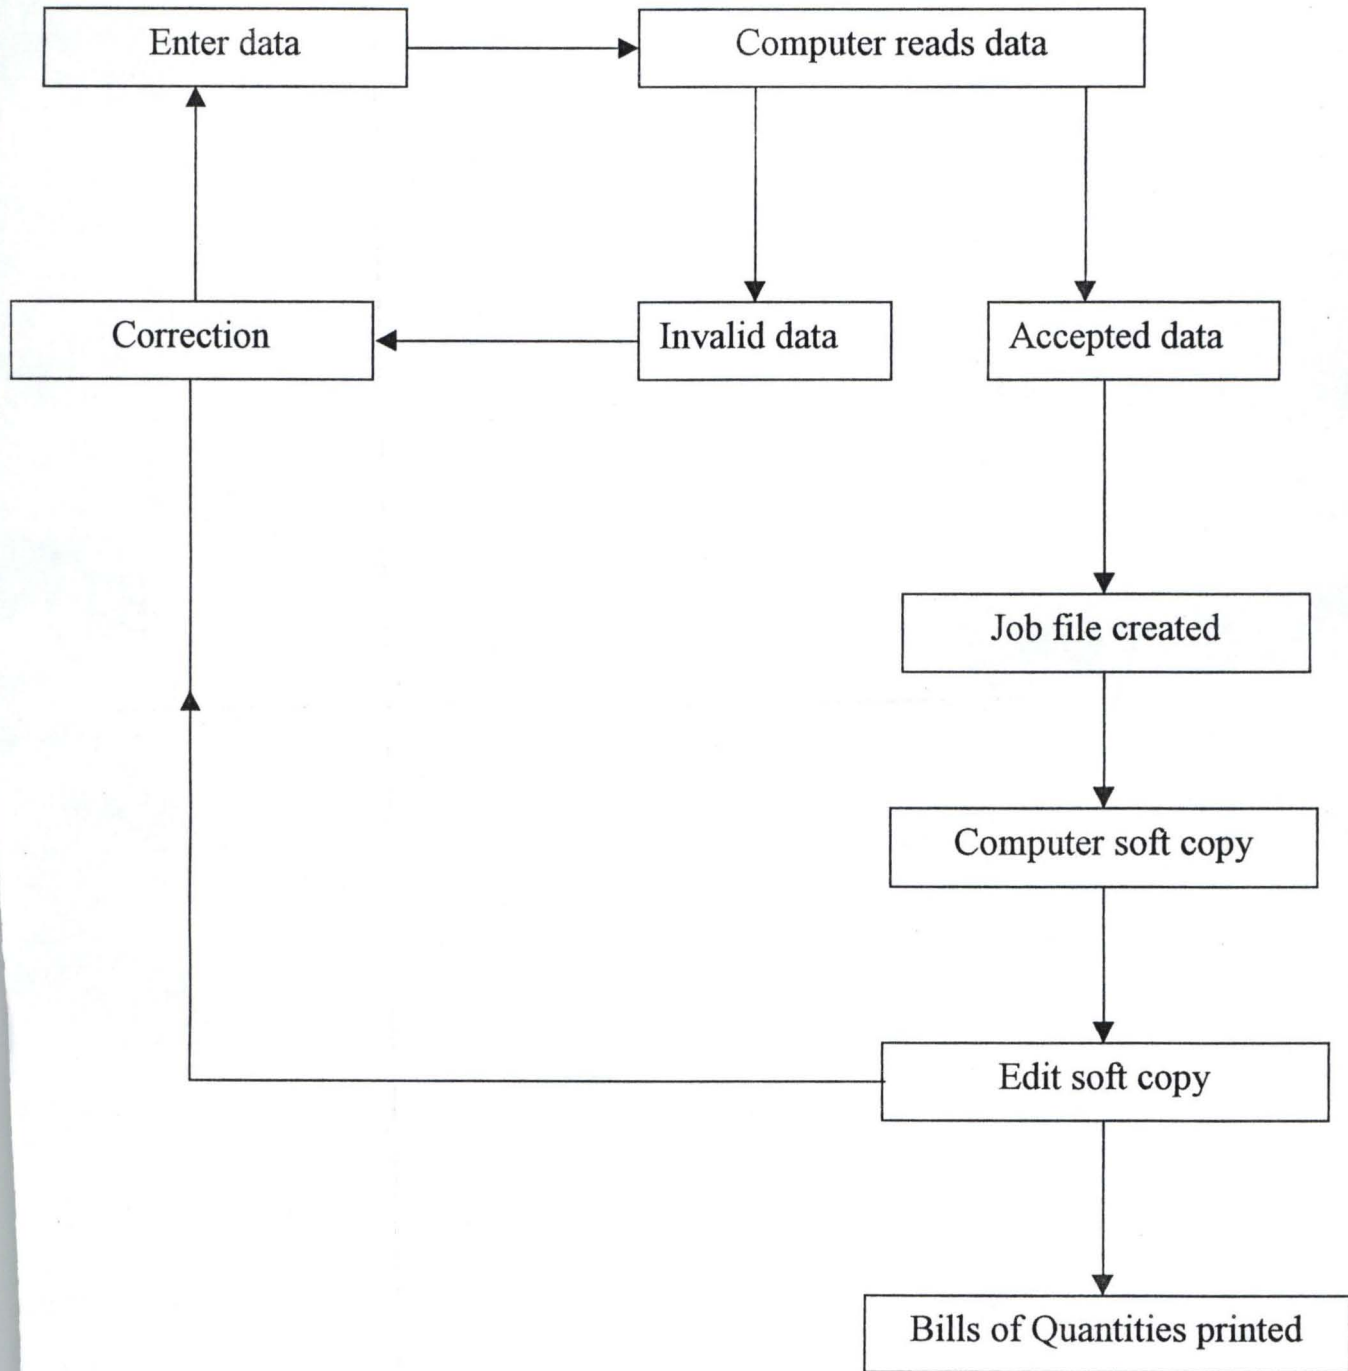 Enter data
Computer reads data
Correction
Invalid data
Accepted data
Job file created
Computer soft copy
Edit soft copy
Bills of Quantities printed